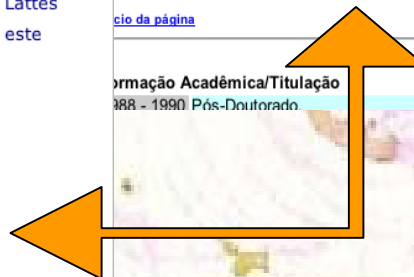 Lattes
este
cio da página
ormação Acadêmica/Titulação
988 - 1990 Pós-Doutorado.